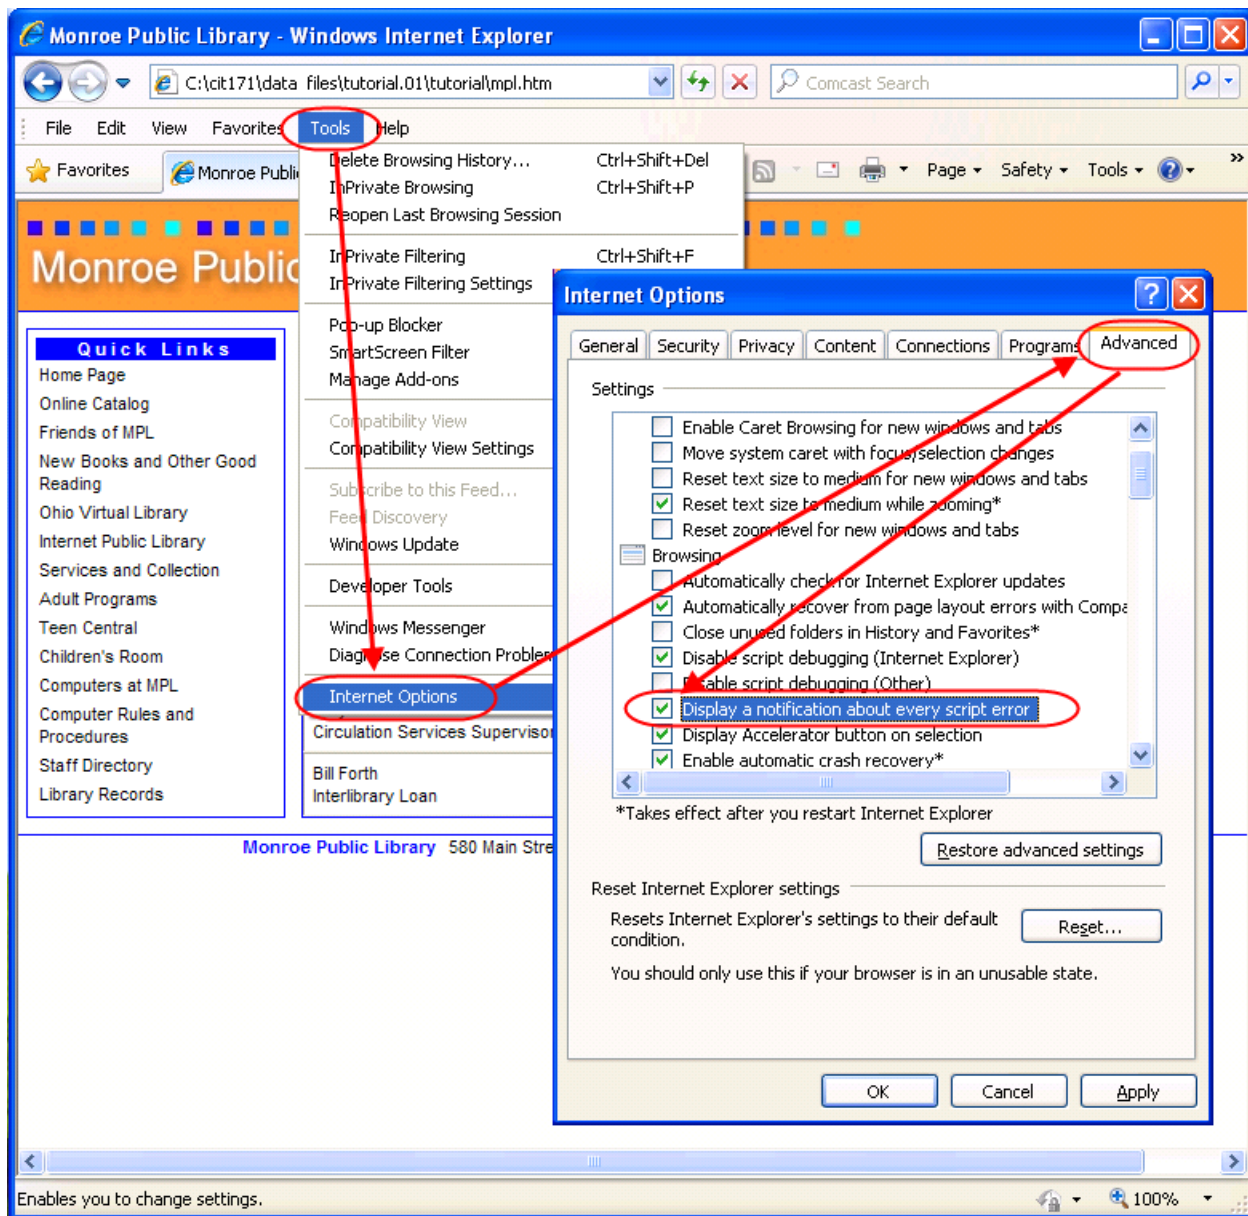 Monroe Public Library - Windows Internet Explorer
C:\cit171\data files\tutorial.01\tutorial\mpl.htm
Comcast Search
File Edit View Favorites Tools Help
Favorites
Monroe Publi
Page Safety Tools
Delete Browsing History... Ctrl+Shift+Del
InPrivate Browsing Ctrl+Shift+P
Reopen Last Browsing Session
InPrivate Filtering Ctrl+Shift+F
InPrivate Filtering Settings
Pop-up Blocker
SmartScreen Filter
Manage Add-ons
Compatibility View
Compatibility View Settings
Subscribe to this Feed...
Feed Discovery
Windows Update
Developer Tools
Windows Messenger
Diagnose Connection Problem
Internet Options
Monroe Public
Quick Links
Home Page
Online Catalog
Friends of MPL
New Books and Other Good
Reading
Ohio Virtual Library
Internet Public Library
Services and Collection
Adult Programs
Teen Central
Children's Room
Computers at MPL
Computer Rules and
Procedures
Staff Directory
Library Records
Circulation Services Supervisor
Bill Forth
Interlibrary Loan
Monroe Public Library 580 Main Stre
Internet Options
General Security Privacy Content Connections Programs Advanced
Settings
Enable Caret Browsing for new windows and tabs
Move system caret with focus/selection changes
Reset text size to medium for new windows and tabs
Reset text size to medium while zooming*
Reset zoom level for new windows and tabs
Browsing
Automatically check for Internet Explorer updates
Automatically recover from page layout errors with Compa
Close unused folders in History and Favorites*
Disable script debugging (Internet Explorer)
Disable script debugging (Other)
Display a notification about every script error
Display Accelerator button on selection
Enable automatic crash recovery*
*Takes effect after you restart Internet Explorer
Restore advanced settings
Reset Internet Explorer settings
Resets Internet Explorer's settings to their default
condition.
Reset...
You should only use this if your browser is in an unusable state.
OK Cancel Apply
Enables you to change settings.
100%